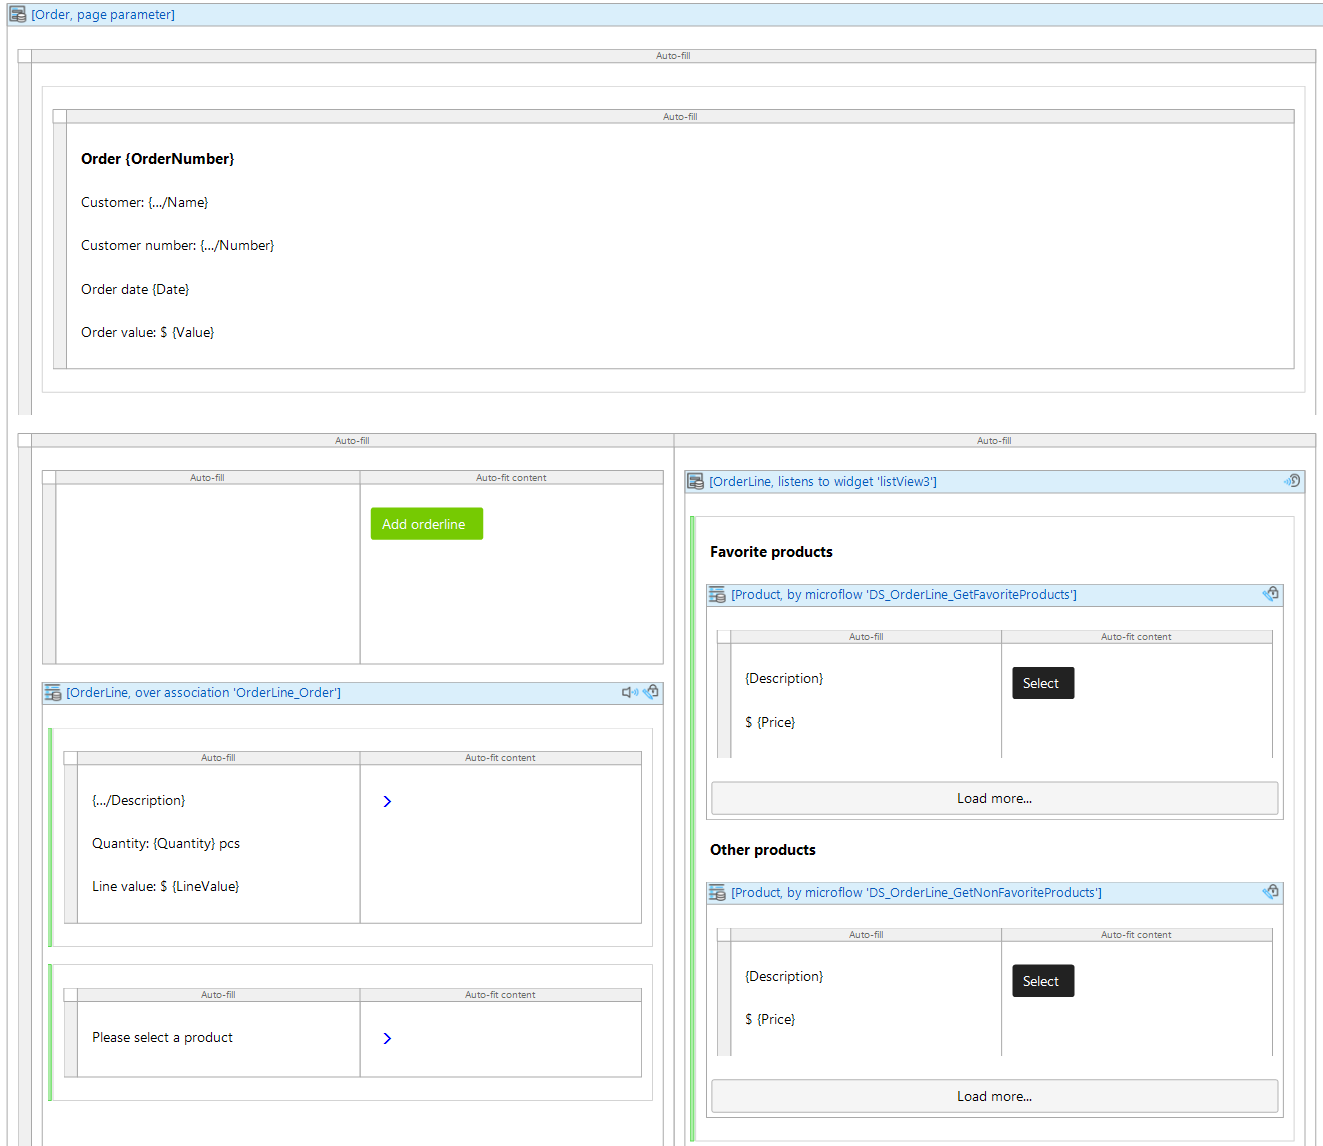 [Order, page parameter]
Auto-fill
Auto-fill
Order {OrderNumber}
Customer: {.../Name}
Customer number: {.../Number}
Order date {Date}
Order value: $ {Value}
Auto-fill
Auto-fill
Auto-fill
Auto-fit content
Add orderline
[OrderLine, over association 'OrderLine_Order']
Auto-fill
Auto-fit content
{.../Description}
Quantity: {Quantity} pcs
Line value: $ {LineValue}
Auto-fill
Auto-fit content
Please select a product
[OrderLine, listens to widget 'listView3']
Favorite products
[Product, by microflow 'DS_OrderLine_GetFavoriteProducts']
Auto-fill
Auto-fit content
{Description}
Select
$ {Price}
Load more...
Other products
[Product, by microflow 'DS_OrderLine_GetNonFavoriteProducts']
Auto-fill
Auto-fit content
{Description}
Select
$ {Price}
Load more...